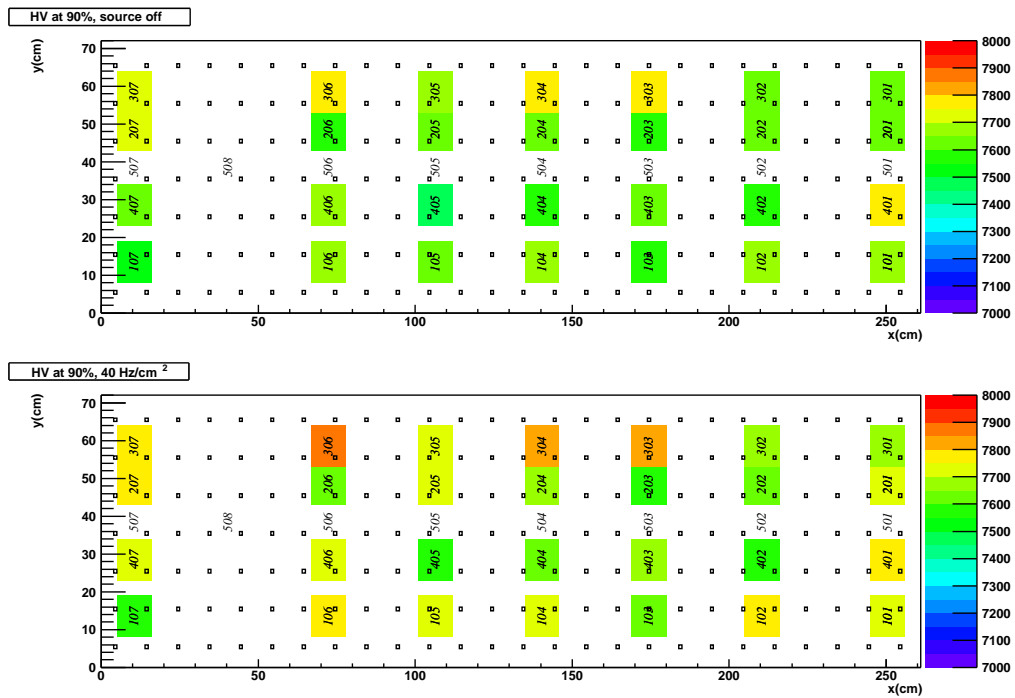 HV at 90%, source off
y(cm)
70
60
50
40
30
20
10
0
307 306 305 304 303 302 301
207 206 205 204 203 202 201
507 508 506 505 504 503 502 501
407 406 405 404 403 402 401
107 106 105 104 103 102 101
0 50 100 150 200 250
x(cm)
8000
7900
7800
7700
7600
7500
7400
7300
7200
7100
7000
HV at 90%, 40 Hz/cm ²
y(cm)
70
60
50
40
30
20
10
0
307 306 305 304 303 302 301
207 206 205 204 203 202 201
507 508 506 505 504 503 502 501
407 406 405 404 403 402 401
107 106 105 104 103 102 101
0 50 100 150 200 250
x(cm)
8000
7900
7800
7700
7600
7500
7400
7300
7200
7100
7000